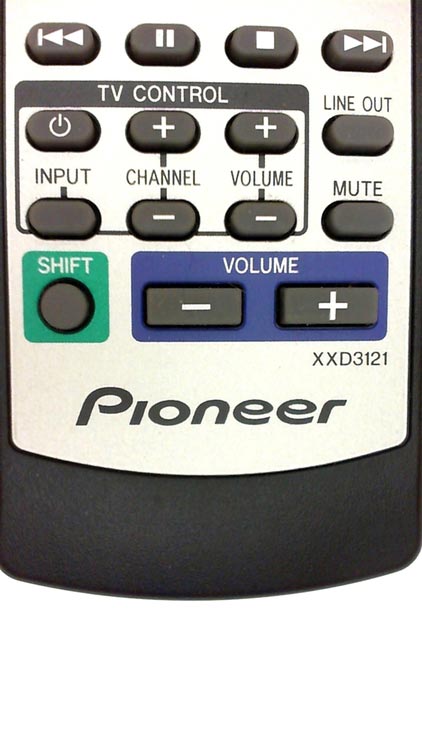 TV CONTROL
LINE OUT
+ +
INPUT CHANNEL VOLUME
MUTE
− −
SHIFT VOLUME
− +
XXD3121
Pioneer